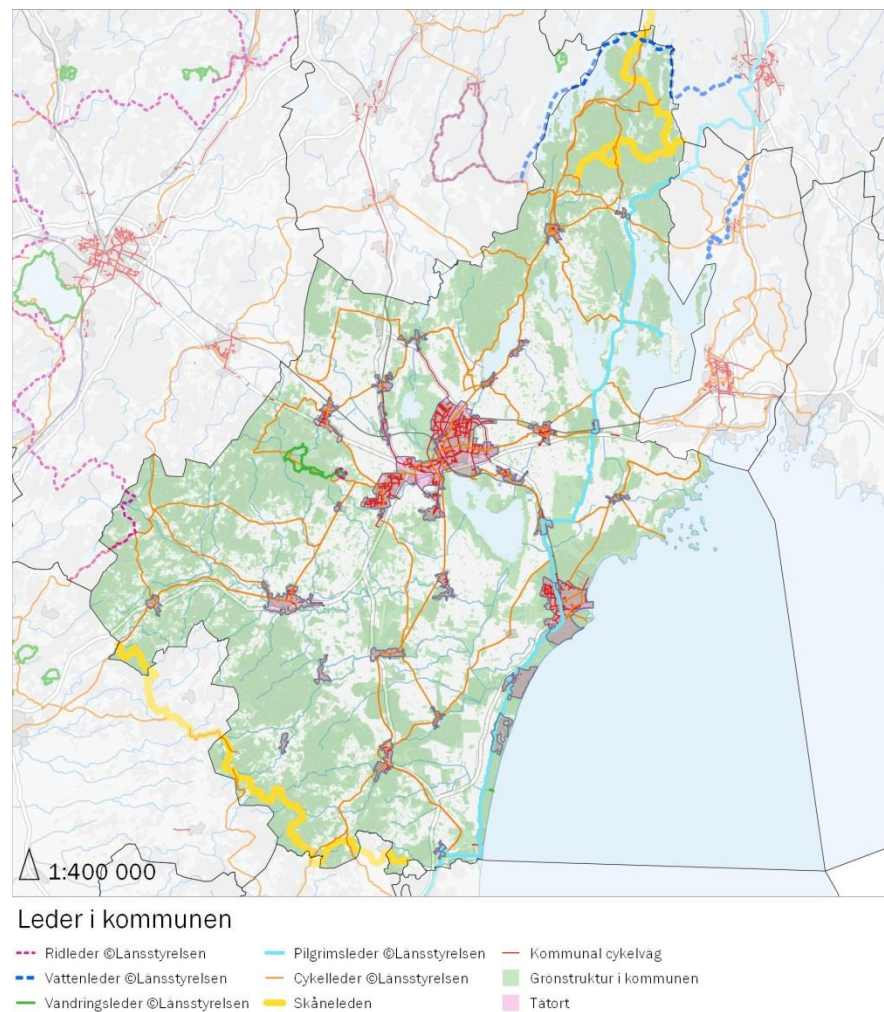 1:400 000
Leder i kommunen
Ridleder ©Länsstyrelsen
Vattenleder ©Länsstyrelsen
Vandringsleder ©Länsstyrelsen
Pilgrimsleder ©Länsstyrelsen
Cykelleder ©Länsstyrelsen
Skåneleden
Kommunal cykelväg
Grönstruktur i kommunen
Tätort